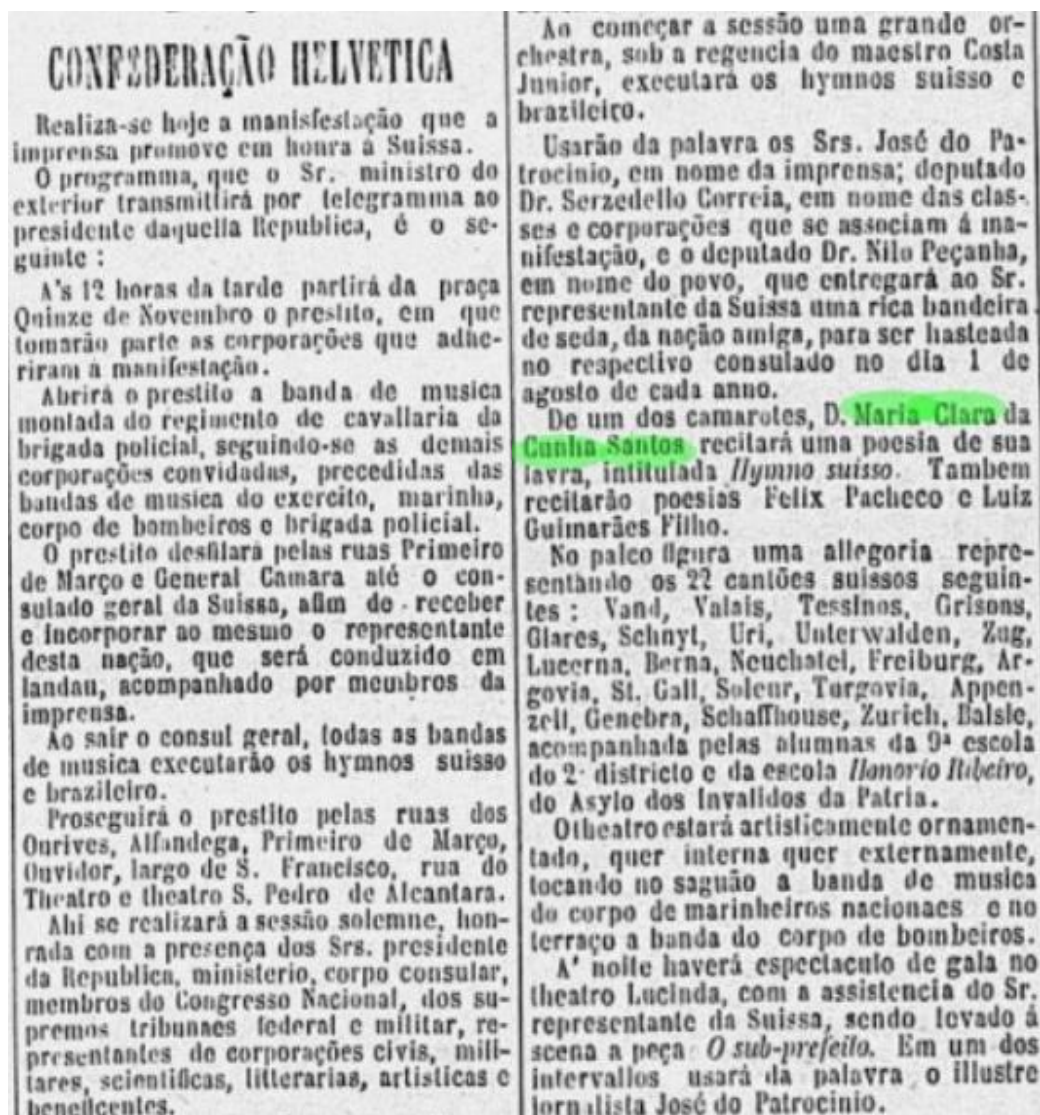 CONFEDERAÇÃO HELVETICA
Realiza-se hoje a manisfestação que a
imprensa promove em honra á Suissa.
O programma, que o Sr. ministro do
exterior transmittirá por telegramma ao
presidente daquella Republica, é o se-
guinte :
A's 12 horas da tarde partirá da praça
Quinze de Novembro o prestito, em que
tomarão parte as corporações que adhe-
riram á manifestação.
Abrirá o prestito a banda de musica
montada do regimento de cavallaria da
brigada policial, seguindo-se as demais
corporações convidadas, precedidas das
bandas de musica do exercito, marinha,
corpo de bombeiros e brigada policial.
O prestito desfilará pelas ruas Primeiro
de Março e General Camara até o con-
sulado geral da Suissa, afim de receber
e incorporar ao mesmo o representante
desta nação, que será conduzido em
landau, acompanhado por membros da
imprensa.
Ao sair o consul geral, todas as bandas
de musica executarão os hymnos suisso
e brazileiro.
Proseguirá o prestito pelas ruas dos
Ourives, Alfandega, Primeiro de Março,
Ouvidor, largo de S. Francisco, rua do
Theatro e theatro S. Pedro de Alcantara.
Ahi se realizará a sessão solemne, hon-
rada com a presença dos Srs. presidente
da Republica, ministerio, corpo consular,
membros do Congresso Nacional, dos su-
premos tribunaes federal e militar, re-
presentantes de corporações civis, mili-
tares, scientificas, litterarias, artisticas e
beneficentes.
Ao começar a sessão uma grande or-
chestra, sob a regencia do maestro Costa
Junior, executará os hymnos suisso e
brazileiro.
Usarão da palavra os Srs. José do Pa-
trocinio, em nome da imprensa; deputado
Dr. Serzedello Correia, em nome das clas-
ses e corporações que se associam á ma-
nifestação, e o deputado Dr. Nilo Peçanha,
em nome do povo, que entregará ao Sr.
representante da Suissa uma rica bandeira
de seda, da nação amiga, para ser hasteada
no respectivo consulado no dia 1 de
agosto de cada anno.
De um dos camarotes, D. Maria Clara da
Cunha Santos recitará uma poesia de sua
lavra, intitulada Hymno suisso. Tambem
recitarão poesias Felix Pacheco e Luiz
Guimarães Filho.
No palco figura uma allegoria repre-
sentando os 22 cantões suissos seguin-
tes : Vand, Valais, Tessinos, Grisons,
Glares, Schnyt, Uri, Unterwalden, Zug,
Lucerna, Berna, Neuchatel, Freiburg, Ar-
govia, St. Gall, Soleur, Turgovia, Appen-
zell, Genebra, Schaffhouse, Zurich, Balsle,
acompanhada pelas alumnas da 9ª escola
do 2º districto e da escola Honorio Ribeiro,
do Asylo dos Invalidos da Patria.
O theatro estará artisticamente ornamen-
tado, quer interna quer externamente,
tocando no saguão a banda de musica
do corpo de marinheiros nacionaes e no
terraço a banda do corpo de bombeiros.
A' noite haverá espectaculo de gala no
theatro Lucinda, com a assistencia do Sr.
representante da Suissa, sendo levado á
scena a peça O sub-prefeito. Em um dos
intervallos usará da palavra o illustre
jornalista José do Patrocinio.